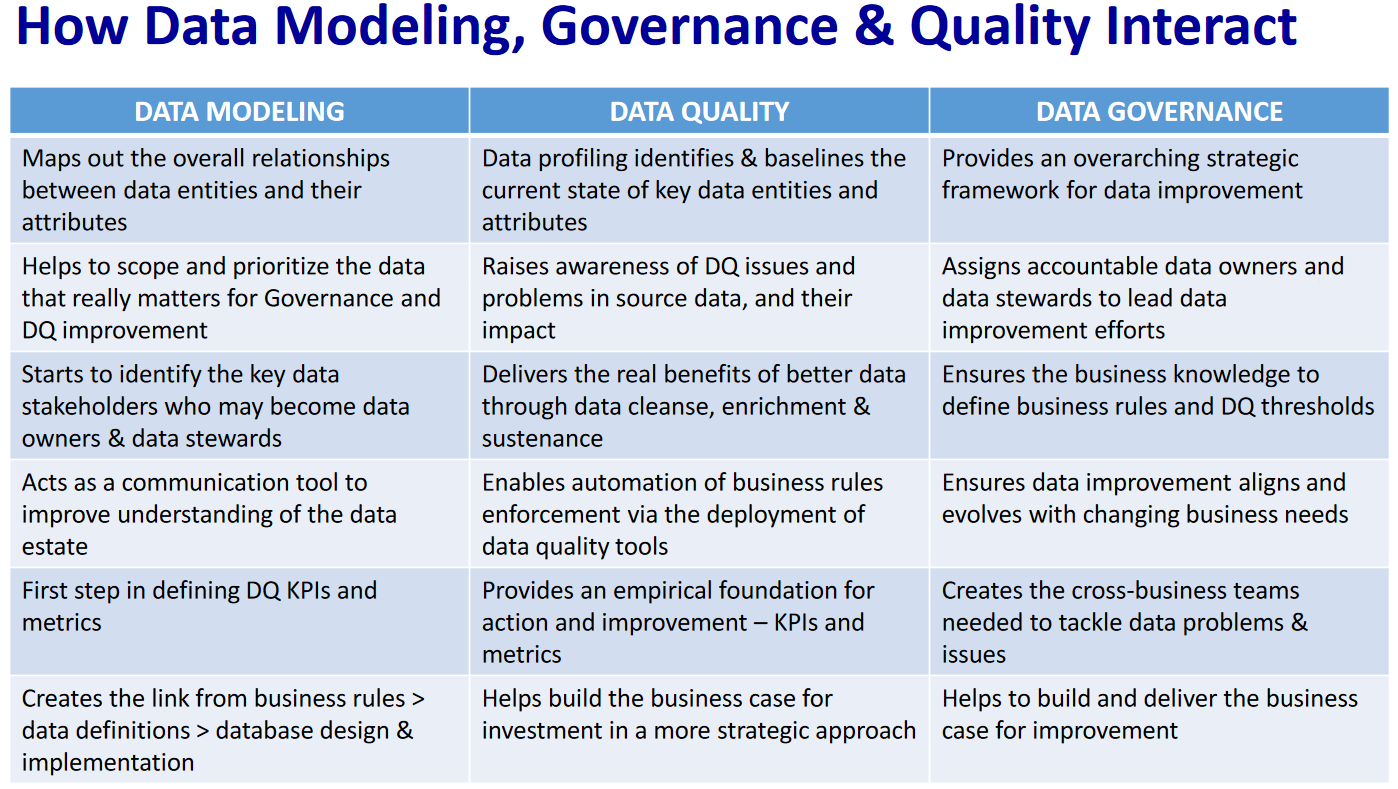 How Data Modeling, Governance & Quality Interact
DATA MODELING
DATA QUALITY
DATA GOVERNANCE
Maps out the overall relationships
between data entities and their
attributes
Data profiling identifies & baselines the
current state of key data entities and
attributes
Provides an overarching strategic
framework for data improvement
Helps to scope and prioritize the data
that really matters for Governance and
DQ improvement
Raises awareness of DQ issues and
problems in source data, and their
impact
Assigns accountable data owners and
data stewards to lead data
improvement efforts
Starts to identify the key data
stakeholders who may become data
owners & data stewards
Delivers the real benefits of better data
through data cleanse, enrichment &
sustenance
Ensures the business knowledge to
define business rules and DQ thresholds
Acts as a communication tool to
improve understanding of the data
estate
Enables automation of business rules
enforcement via the deployment of
data quality tools
Ensures data improvement aligns and
evolves with changing business needs
First step in defining DQ KPIs and
metrics
Provides an empirical foundation for
action and improvement – KPIs and
metrics
Creates the cross-business teams
needed to tackle data problems &
issues
Creates the link from business rules >
data definitions > database design &
implementation
Helps build the business case for
investment in a more strategic approach
Helps to build and deliver the business
case for improvement